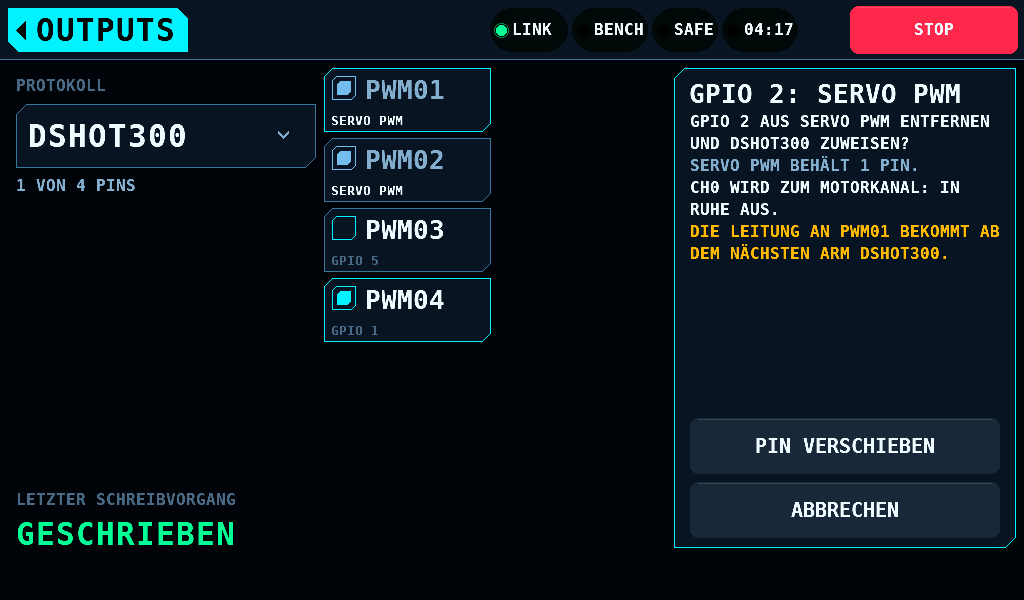 OUTPUTS
LINK
BENCH
SAFE
04:17
STOP
PROTOKOLL
DSHOT300
1 VON 4 PINS
LETZTER SCHREIBVORGANG
GESCHRIEBEN
PWM01
SERVO PWM
PWM02
SERVO PWM
PWM03
GPIO 5
PWM04
GPIO 1
GPIO 2: SERVO PWM
GPIO 2 AUS SERVO PWM ENTFERNEN
UND DSHOT300 ZUWEISEN?
SERVO PWM BEHÄLT 1 PIN.
CH0 WIRD ZUM MOTORKANAL: IN
RUHE AUS.
DIE LEITUNG AN PWM01 BEKOMMT AB
DEM NÄCHSTEN ARM DSHOT300.
PIN VERSCHIEBEN
ABBRECHEN